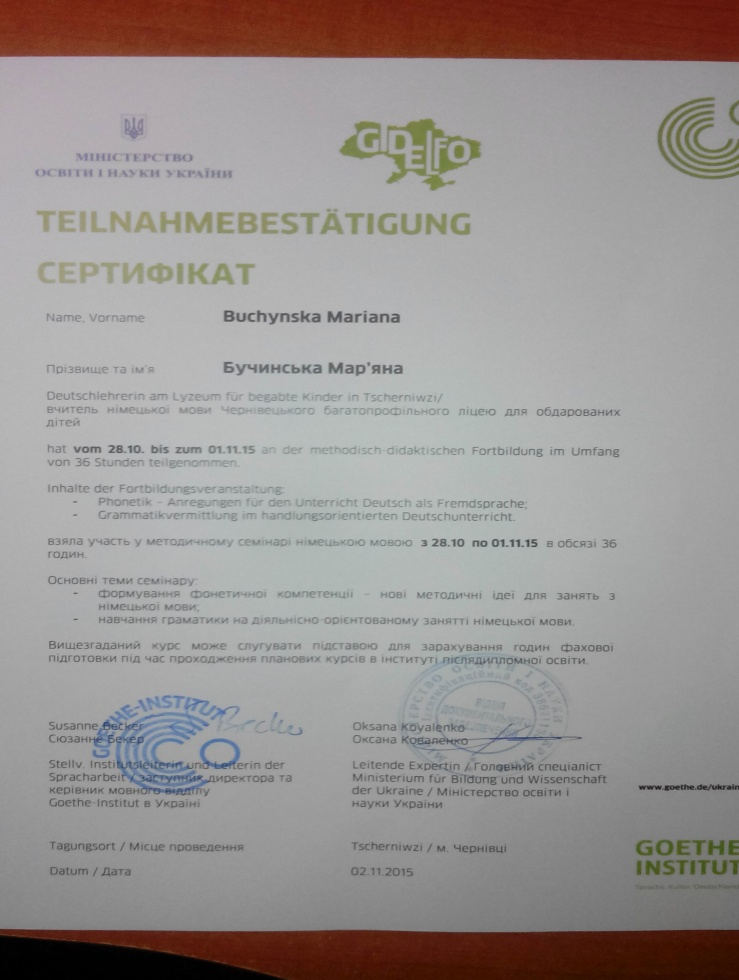 МІНІСТЕРСТВО
ОСВІТИ І НАУКИ УКРАЇНИ
GIDELFO
TEILNAHMEBESTÄTIGUNG
СЕРТИФІКАТ
Name, Vorname Buchynska Mariana
Прізвище та ім'я Бучинська Мар'яна
Deutschlehrerin am Lyzeum für begabte Kinder in Tscherniwzi/
вчитель німецької мови Чернівецького багатопрофільного ліцею для обдарованих
дітей
hat vom 28.10. bis zum 01.11.15 an der methodisch-didaktischen Fortbildung im Umfang
von 36 Stunden teilgenommen.
Inhalte der Fortbildungsveranstaltung:
- Phonetik – Anregungen für den Unterricht Deutsch als Fremdsprache;
- Grammatikvermittlung im handlungsorientierten Deutschunterricht.
взяла участь у методичному семінарі німецькою мовою з 28.10 по 01.11.15 в обсязі 36
годин.
Основні теми семінару:
- формування фонетичної компетенції – нові методичні ідеї для занять з
німецької мови;
- навчання граматики на діяльнісно-орієнтованому занятті німецької мови.
Вищезгаданий курс може слугувати підставою для зарахування годин фахової
підготовки під час проходження планових курсів в інституті післядипломної освіти.
GOETHE-INSTITUT
Becker
Susanne Becker
Сюзанне Бекер
Stellv. Institutsleiterin und Leiterin der
Spracharbeit / заступник директора та
керівник мовного відділу
Goethe-Institut в Україні
Oksana Kovalenko
Оксана Коваленко
Leitende Expertin / Головний спеціаліст
Ministerium für Bildung und Wissenschaft
der Ukraine / Міністерство освіти і
науки України
www.goethe.de/ukrain
Tagungsort / Місце проведення Tscherniwzi / м. Чернівці
Datum / Дата 02.11.2015
GOETHE
INSTITUT
Sprache. Kultur. Deutschland